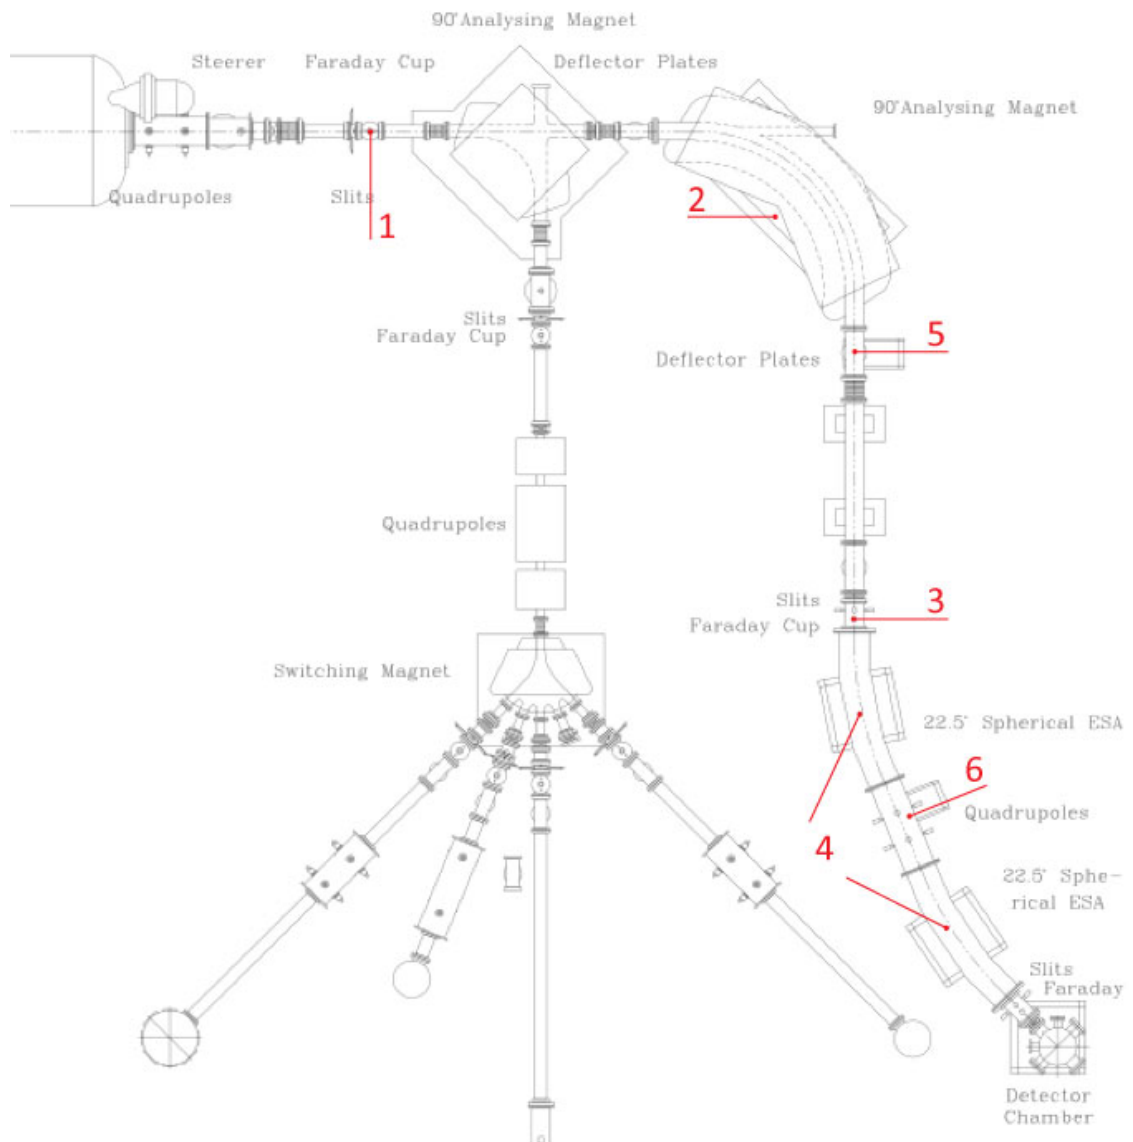 90°Analysing Magnet
Steerer
Faraday Cup
Deflector Plates
90°Analysing Magnet
Quadrupoles
Slits
1
2
Slits
Faraday Cup
Deflector Plates
5
Quadrupoles
Slits
Faraday Cup
3
Switching Magnet
22.5° Spherical ESA
6
Quadrupoles
4
22.5° Sphe-
rical ESA
Slits
Faraday
Detector
Chamber